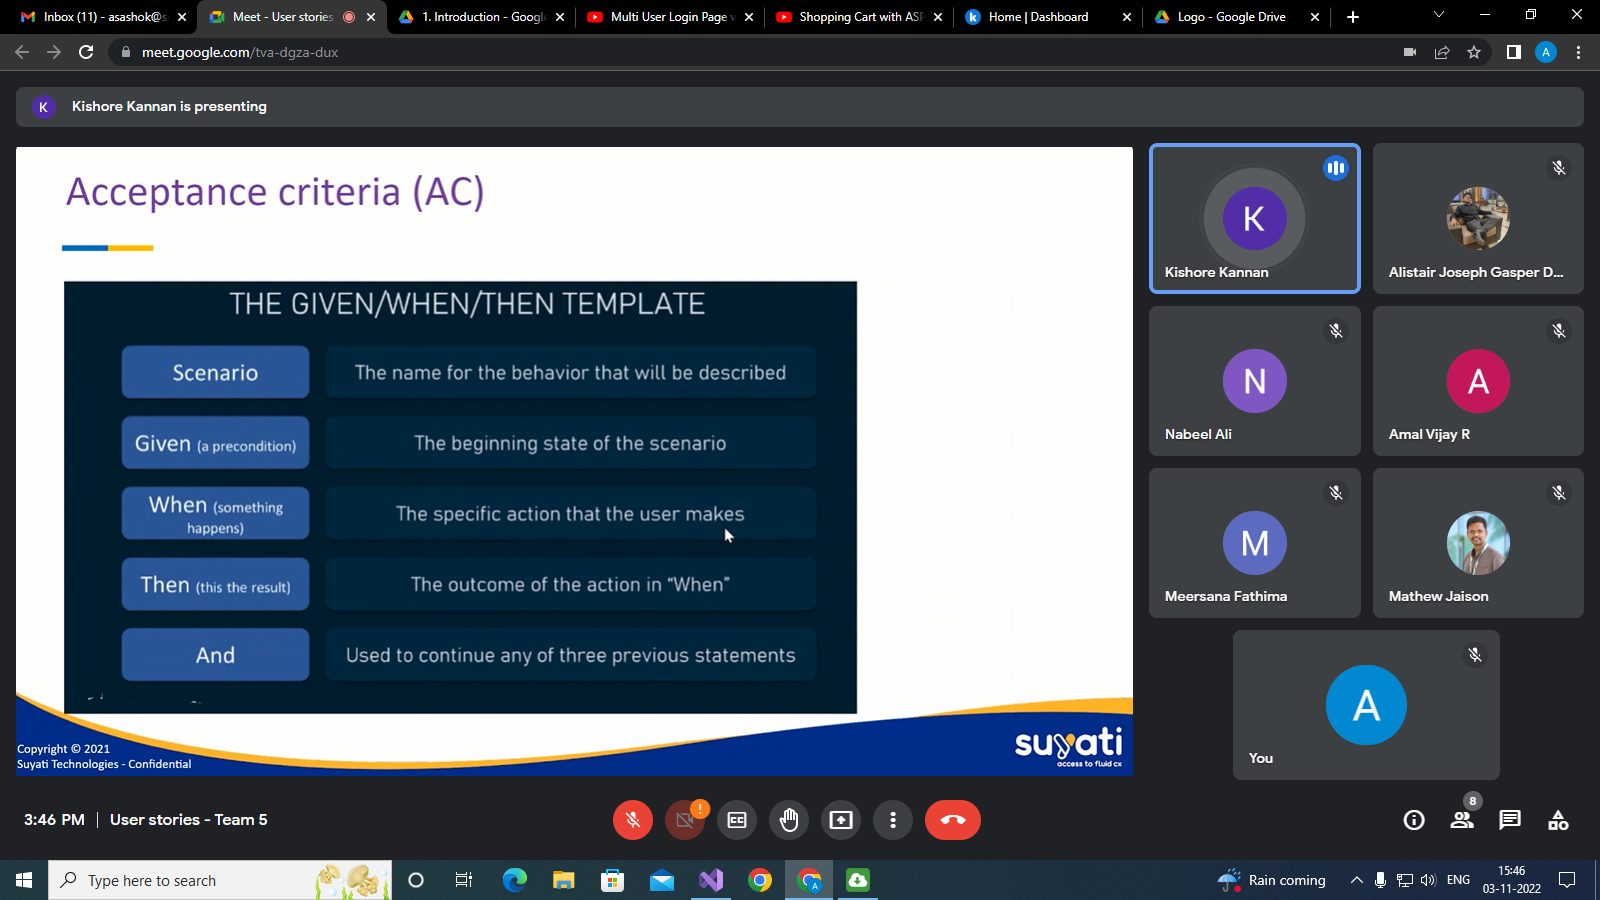 Inbox (11) - asashok@s
Meet - User stories
1. Introduction - Googl
Multi User Login Page w
Shopping Cart with ASP
Home | Dashboard
Logo - Google Drive
meet.google.com/tva-dgza-dux
A
K
Kishore Kannan is presenting
Acceptance criteria (AC)
THE GIVEN/WHEN/THEN TEMPLATE
Scenario
The name for the behavior that will be described
Given (a precondition)
The beginning state of the scenario
When (something
happens)
The specific action that the user makes
Then (this the result)
The outcome of the action in “When”
And
Used to continue any of three previous statements
Copyright © 2021
Suyati Technologies - Confidential
suyati
access to fluid cx
K
Kishore Kannan
Alistair Joseph Gasper D...
N
Nabeel Ali
A
Amal Vijay R
M
Meersana Fathima
Mathew Jaison
A
You
3:46 PM | User stories - Team 5
!
CC
8
Type here to search
A
Rain coming
ENG
15:46
03-11-2022